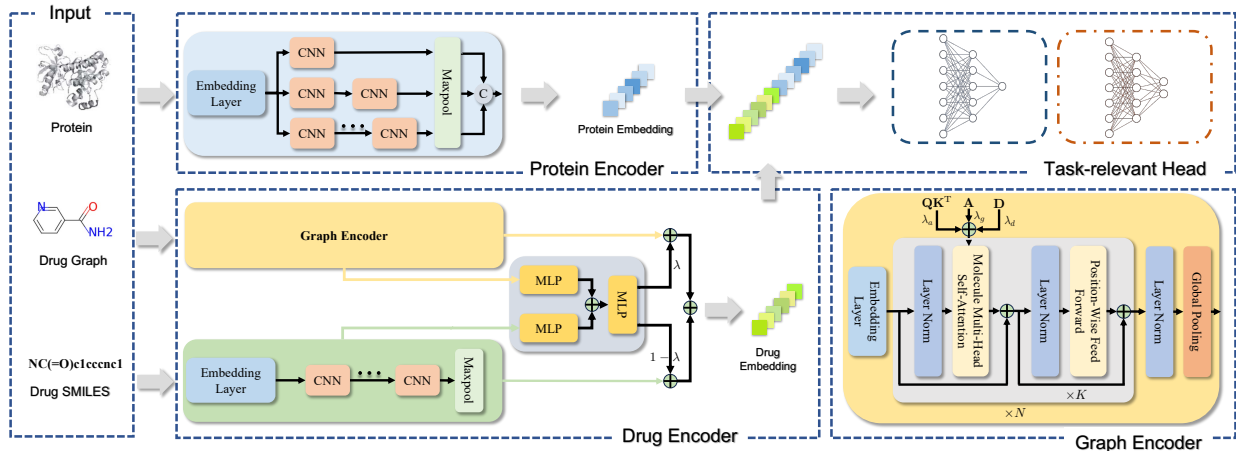 Input
Protein
N
O
NH2
Drug Graph
NC(=O)c1cccnc1
Drug SMILES
Embedding
Layer
CNN
CNN
CNN
CNN
CNN
Maxpool
C
Protein Embedding
Protein Encoder
Task-relevant Head
Graph Encoder
MLP
MLP
MLP
λ
1 − λ
Embedding
Layer
CNN
CNN
Maxpool
Drug
Embedding
Drug Encoder
QKᵀ A D
λₐ λg λd
Embedding
Layer
Layer Norm
Molecule Multi-Head
Self-Attention
Layer Norm
Position-Wise Feed
Forward
Layer Norm
Global Pooling
×K
×N
Graph Encoder